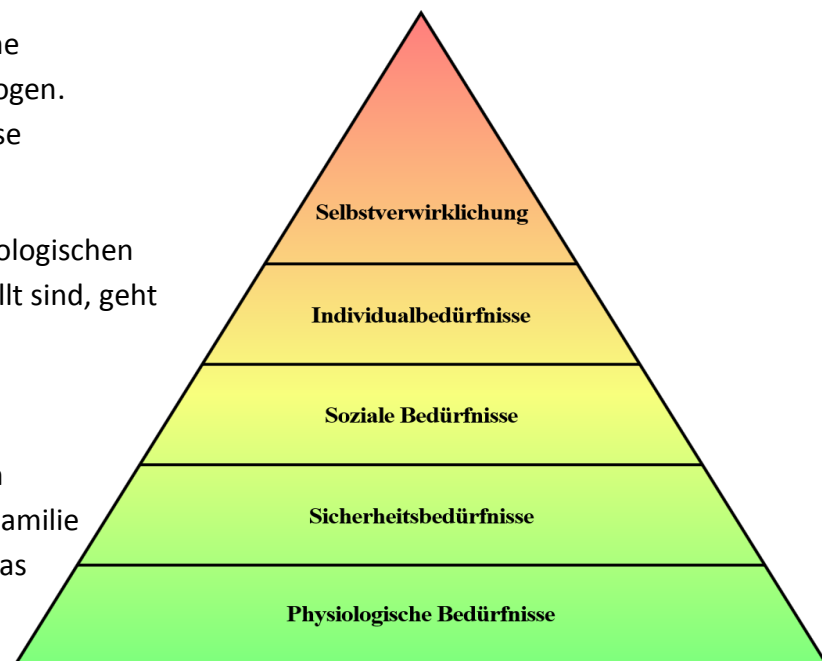 ne
ogen.
se
ologischen
llt sind, geht
n
amilie
as
Selbstverwirklichung
Individualbedürfnisse
Soziale Bedürfnisse
Sicherheitsbedürfnisse
Physiologische Bedürfnisse